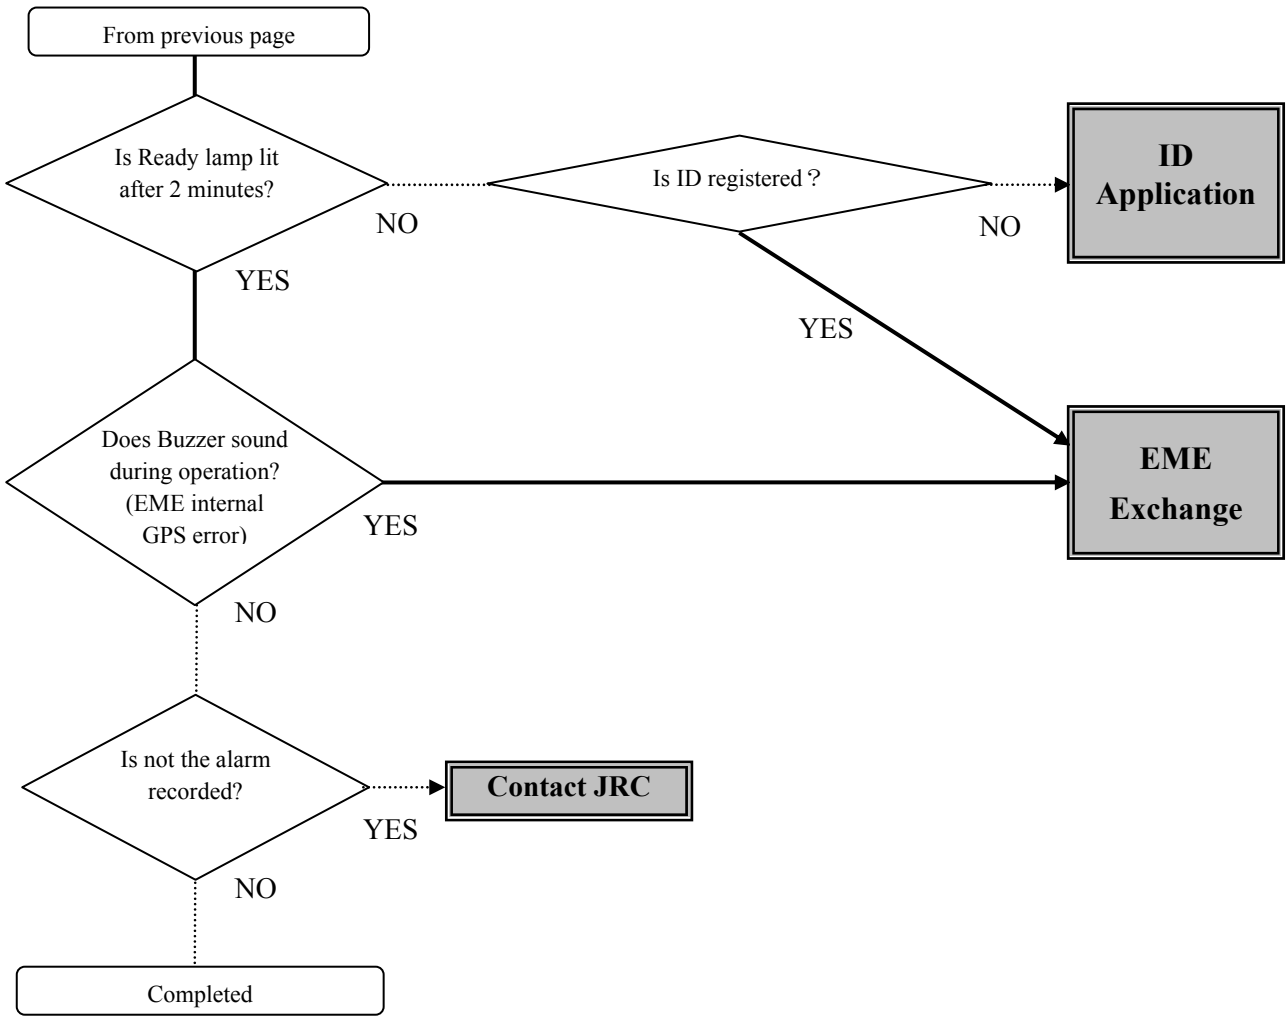 From previous page
Is Ready lamp lit
after 2 minutes?
NO
YES
Is ID registered？
NO
YES
ID
Application
Does Buzzer sound
during operation?
(EME internal
GPS error)
YES
NO
EME
Exchange
Is not the alarm
recorded?
YES
NO
Contact JRC
Completed